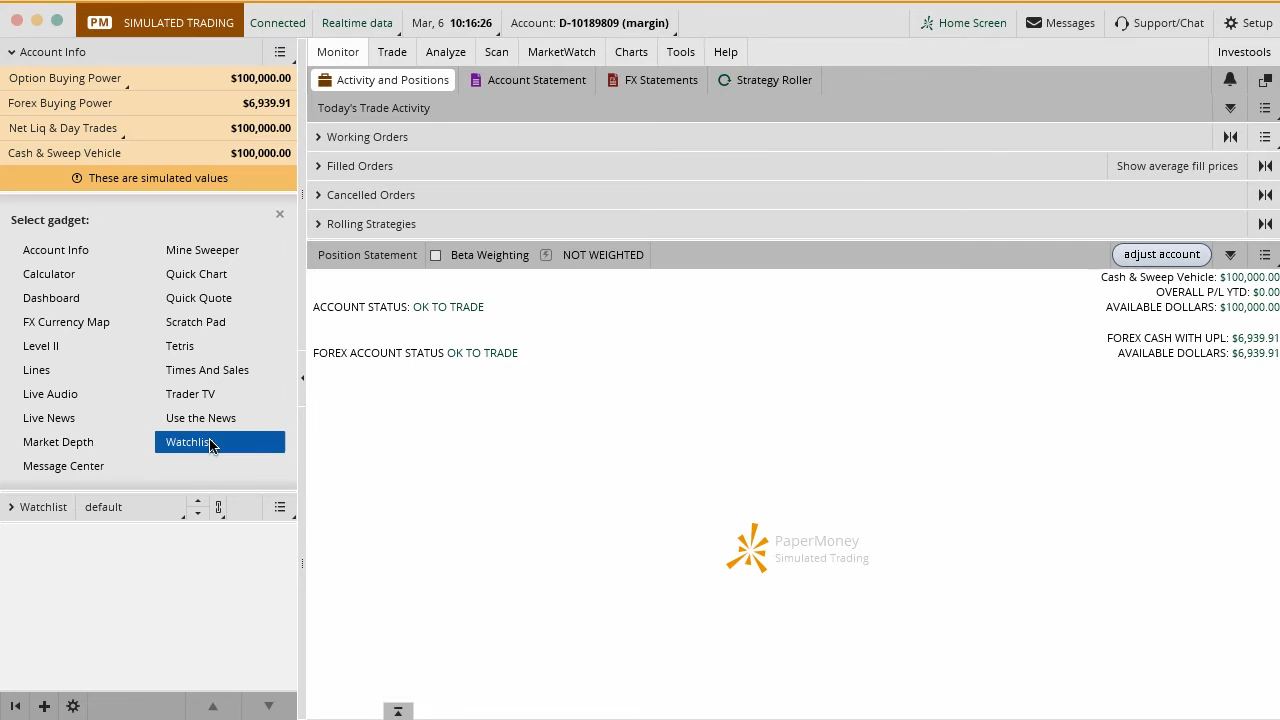 PM SIMULATED TRADING Connected Realtime data Mar, 6 10:16:26 Account: D-10189809 (margin) Home Screen Messages Support/Chat Setup
Account Info
Monitor Trade Analyze Scan MarketWatch Charts Tools Help Investools
Option Buying Power $100,000.00
Forex Buying Power $6,939.91
Net Liq & Day Trades $100,000.00
Cash & Sweep Vehicle $100,000.00
These are simulated values
Activity and Positions Account Statement FX Statements Strategy Roller
Today's Trade Activity
Working Orders
Filled Orders Show average fill prices
Cancelled Orders
Rolling Strategies
Select gadget:
Account Info Mine Sweeper
Calculator Quick Chart
Dashboard Quick Quote
FX Currency Map Scratch Pad
Level II Tetris
Lines Times And Sales
Live Audio Trader TV
Live News Use the News
Market Depth Watchlist
Message Center
Watchlist default
Position Statement Beta Weighting NOT WEIGHTED adjust account
Cash & Sweep Vehicle: $100,000.00
OVERALL P/L YTD: $0.00
ACCOUNT STATUS: OK TO TRADE AVAILABLE DOLLARS: $100,000.00
FOREX CASH WITH UPL: $6,939.91
FOREX ACCOUNT STATUS OK TO TRADE AVAILABLE DOLLARS: $6,939.91
PaperMoney
Simulated Trading